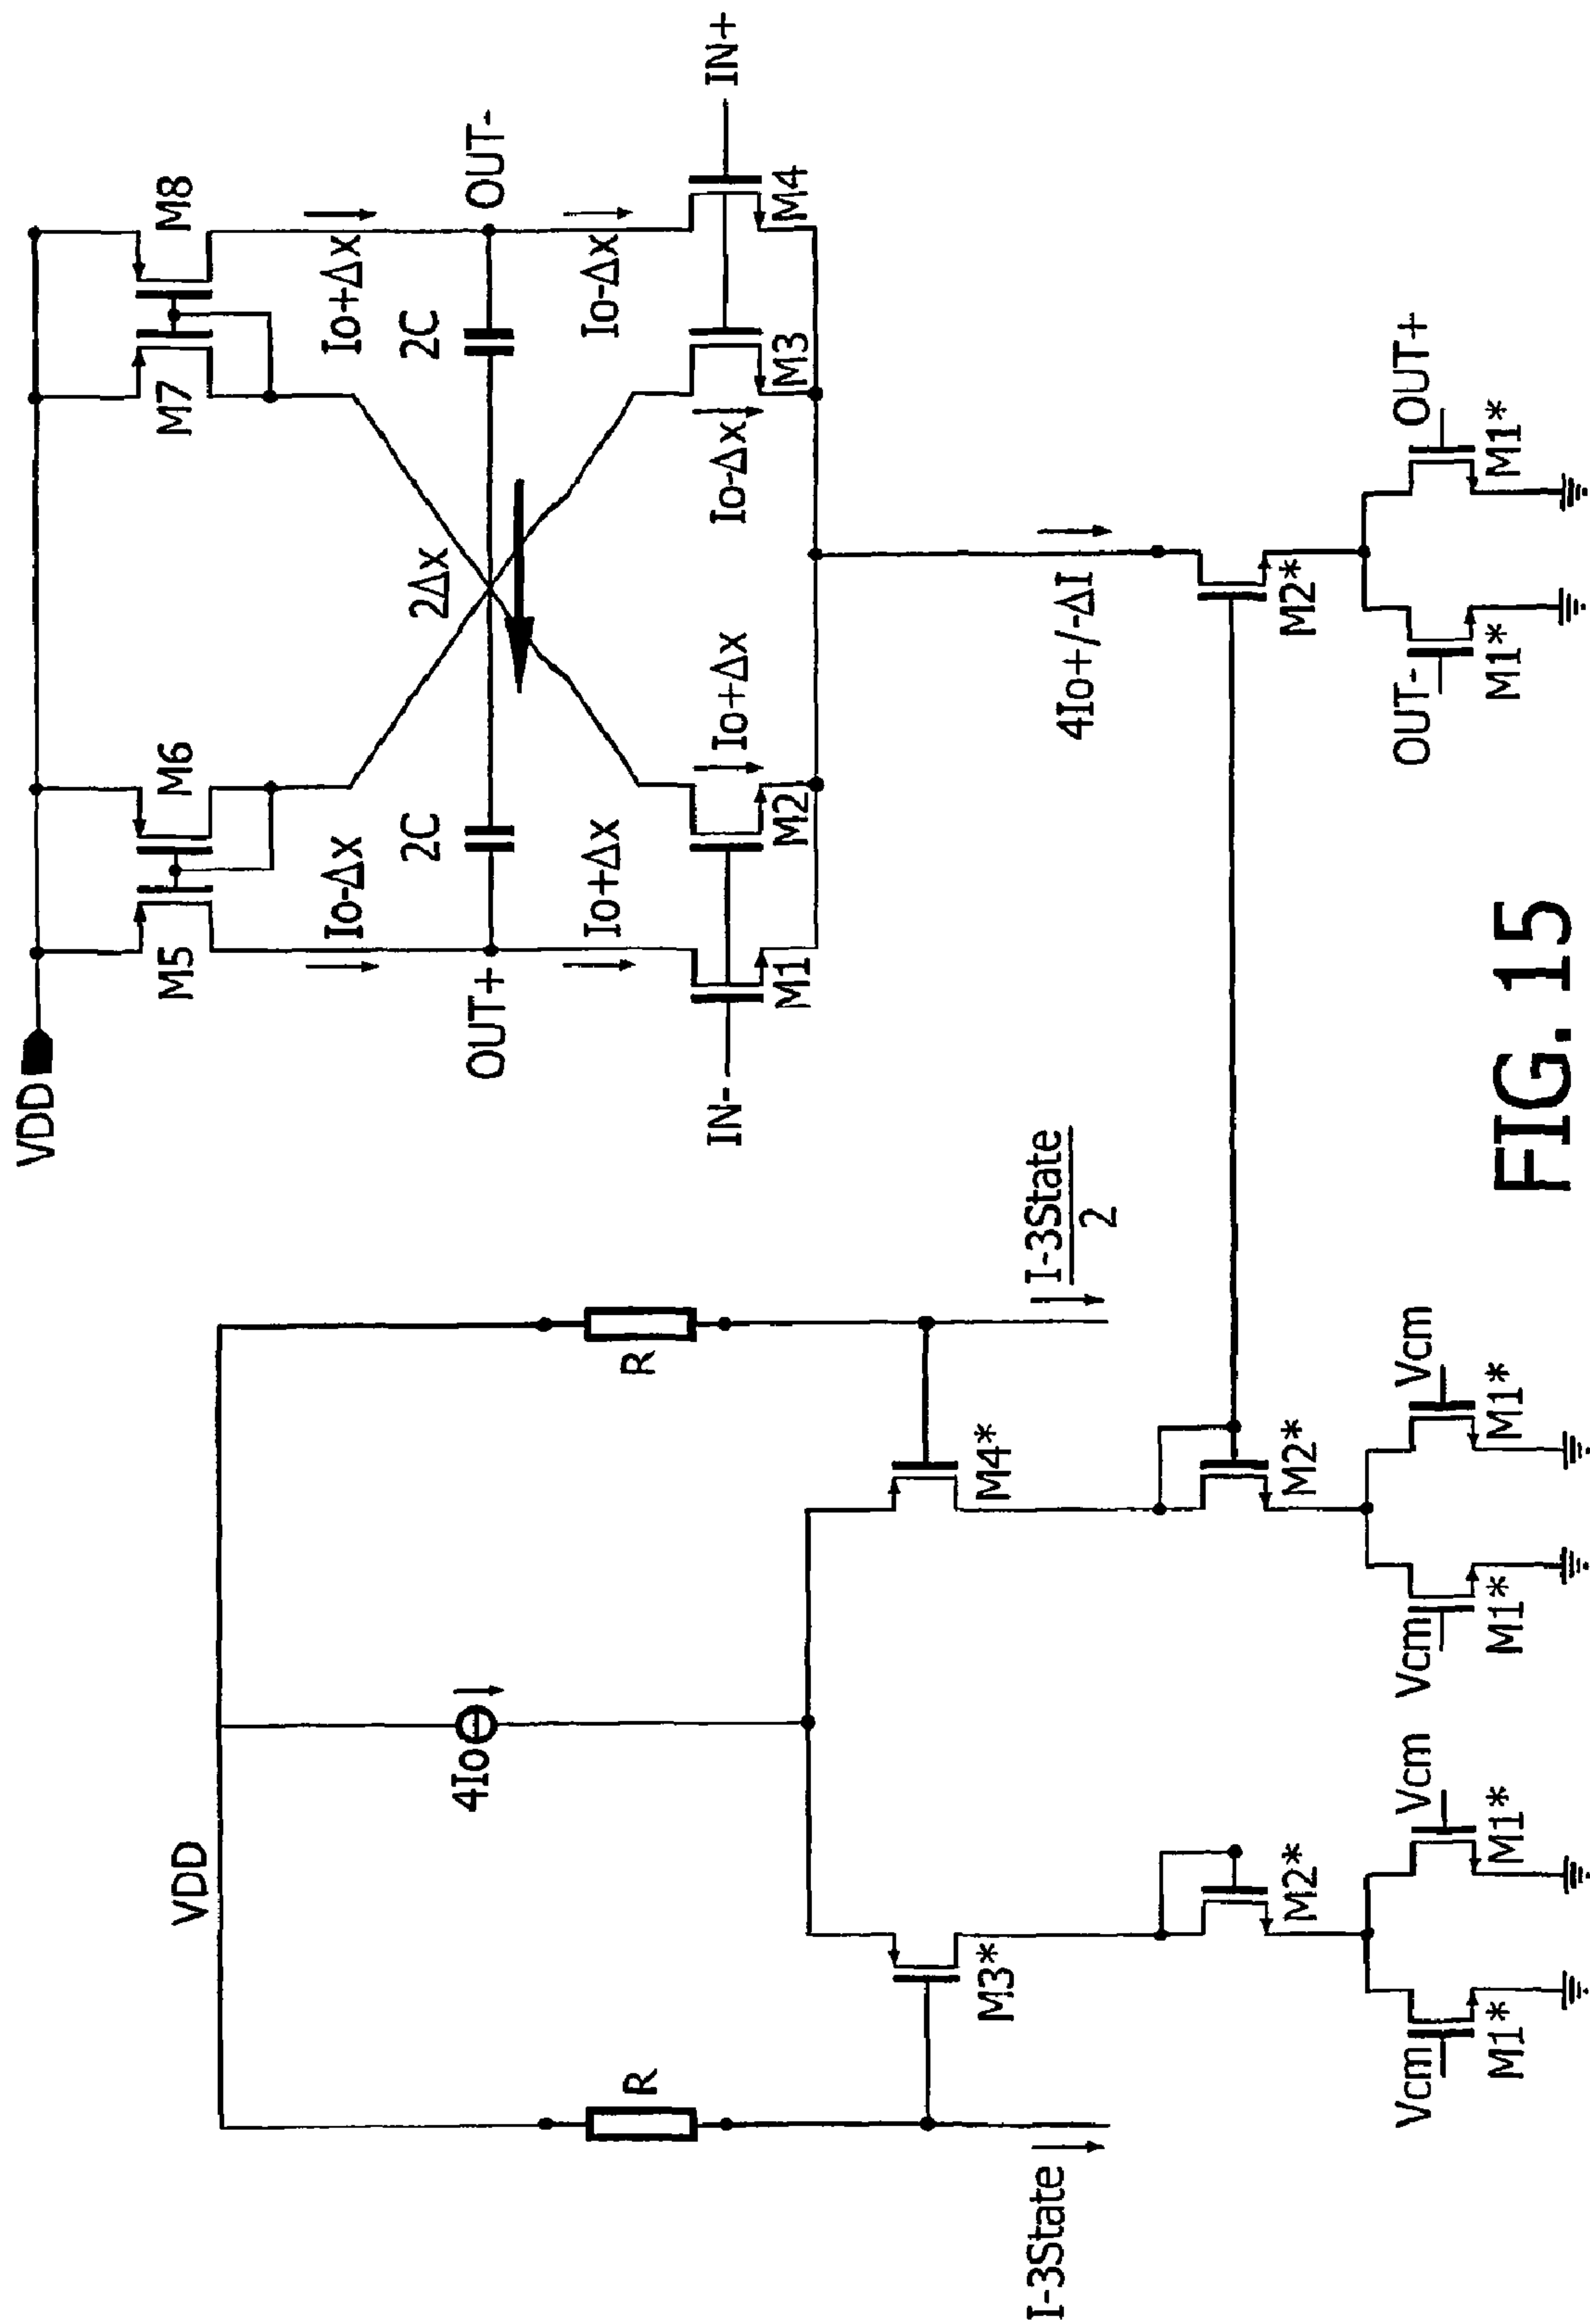 VDD
M5
M6
M7
M8
VDD
Io-Δx
Io+Δx
2C
2Δx
2C
4Io
OUT+
OUT-
Io+Δx
Io-Δx
R
R
IN-
Io+Δx
Io-Δx
IN+
M1
M2
M3
M4
M3*
M4*
I-3State
I-3State
2
4Io+/-ΔI
M2*
M2*
M2*
Vcm
Vcm
Vcm
Vcm
OUT-
OUT+
M1*
M1*
M1*
M1*
M1*
M1*
FIG. 15